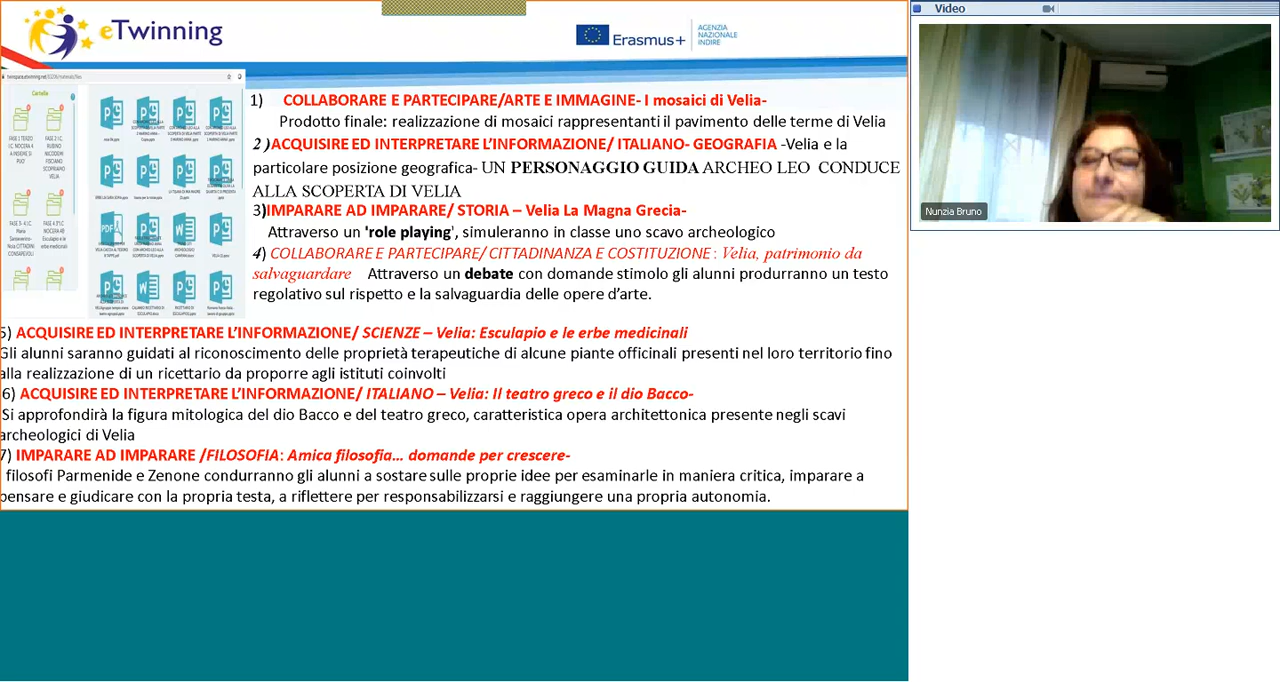 eTwinning
Erasmus+
AGENZIA
NAZIONALE
INDIRE
Video
Nunzia Bruno
Cartella
1) COLLABORARE E PARTECIPARE/ARTE E IMMAGINE- I mosaici di Velia-
Prodotto finale: realizzazione di mosaici rappresentanti il pavimento delle terme di Velia
2 )ACQUISIRE ED INTERPRETARE L’INFORMAZIONE/ ITALIANO- GEOGRAFIA -Velia e la
particolare posizione geografica- UN PERSONAGGIO GUIDA ARCHEO LEO CONDUCE
ALLA SCOPERTA DI VELIA
3)IMPARARE AD IMPARARE/ STORIA – Velia La Magna Grecia-
Attraverso un 'role playing', simuleranno in classe uno scavo archeologico
4) COLLABORARE E PARTECIPARE/ CITTADINANZA E COSTITUZIONE : Velia, patrimonio da
salvaguardare Attraverso un debate con domande stimolo gli alunni produrranno un testo
regolativo sul rispetto e la salvaguardia delle opere d’arte.
5) ACQUISIRE ED INTERPRETARE L’INFORMAZIONE/ SCIENZE – Velia: Esculapio e le erbe medicinali
Gli alunni saranno guidati al riconoscimento delle proprietà terapeutiche di alcune piante officinali presenti nel loro territorio fino
alla realizzazione di un ricettario da proporre agli istituti coinvolti
6) ACQUISIRE ED INTERPRETARE L’INFORMAZIONE/ ITALIANO – Velia: Il teatro greco e il dio Bacco-
Si approfondirà la figura mitologica del dio Bacco e del teatro greco, caratteristica opera architettonica presente negli scavi
archeologici di Velia
7) IMPARARE AD IMPARARE /FILOSOFIA: Amica filosofia… domande per crescere-
filosofi Parmenide e Zenone condurranno gli alunni a sostare sulle proprie idee per esaminarle in maniera critica, imparare a
pensare e giudicare con la propria testa, a riflettere per responsabilizzarsi e raggiungere una propria autonomia.